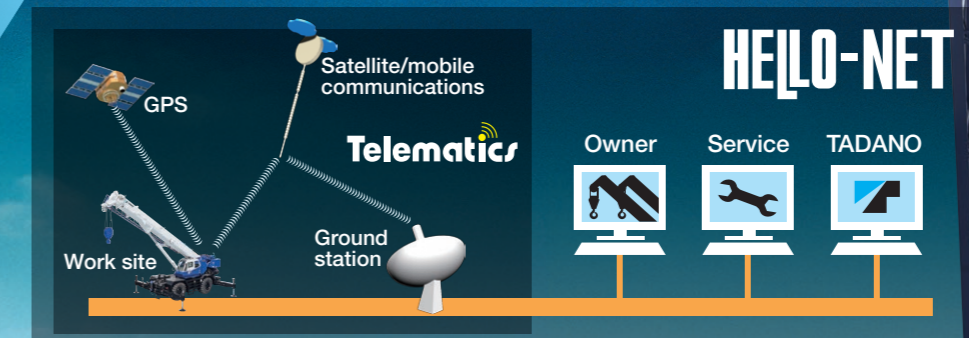 HELLO-NET
Satellite/mobile
communications
GPS
Telematics
Owner
Service
TADANO
Work site
Ground
station